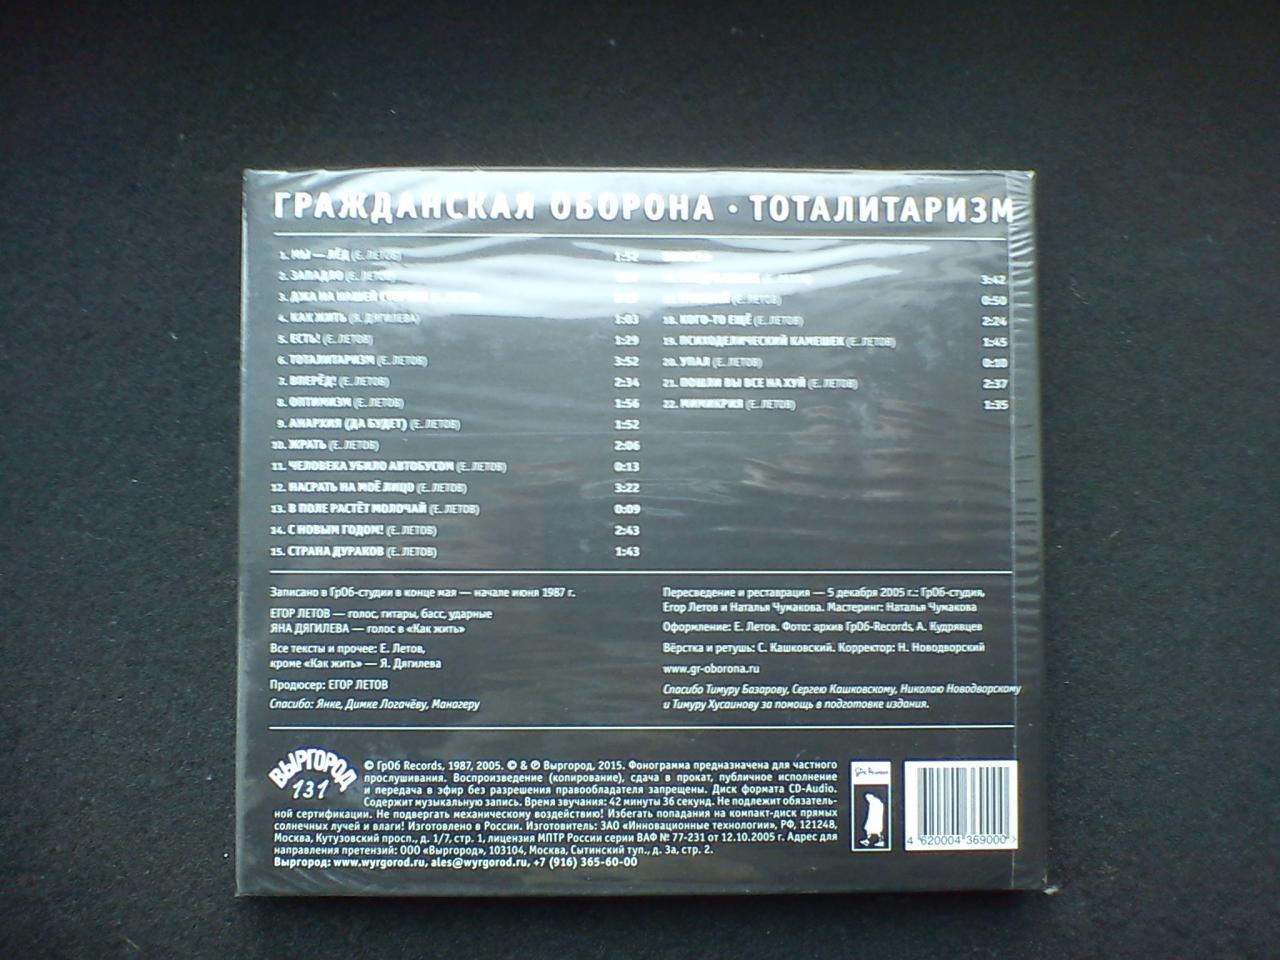 ГРАЖДАНСКАЯ ОБОРОНА · ТОТАЛИТАРИЗМ
1. МЫ — ЛЁД (Е. ЛЕТОВ) 1:52
2. ЗАПАДЛО (Е. ЛЕТОВ)
3. ДЖА НА НАШЕЙ
4. КАК ЖИТЬ (Я. ДЯГИЛЕВА) 1:03
5. ЕСТЬ! (Е. ЛЕТОВ) 1:29
6. ТОТАЛИТАРИЗМ (Е. ЛЕТОВ) 3:52
7. ВПЕРЁД! (Е. ЛЕТОВ) 2:34
8. ОПТИМИЗМ (Е. ЛЕТОВ) 1:56
9. АНАРХИЯ (ДА БУДЕТ) (Е. ЛЕТОВ) 1:52
10. ЖРАТЬ (Е. ЛЕТОВ) 2:06
11. ЧЕЛОВЕКА УБИЛО АВТОБУСОМ (Е. ЛЕТОВ) 0:13
12. НАСРАТЬ НА МОЁ ЛИЦО (Е. ЛЕТОВ) 3:22
13. В ПОЛЕ РАСТЁТ МОЛОЧАЙ (Е. ЛЕТОВ) 0:09
14. С НОВЫМ ГОДОМ! (Е. ЛЕТОВ) 2:43
15. СТРАНА ДУРАКОВ (Е. ЛЕТОВ) 1:43
3:42
(Е. ЛЕТОВ) 0:50
18. КОГО-ТО ЕЩЁ (Е. ЛЕТОВ) 2:24
19. ПСИХОДЕЛИЧЕСКИЙ КАМЕШЕК (Е. ЛЕТОВ) 1:45
20. УПАЛ (Е. ЛЕТОВ) 0:10
21. ПОШЛИ ВЫ ВСЕ НА ХУЙ (Е. ЛЕТОВ) 2:37
22. МИМИКРИЯ (Е. ЛЕТОВ) 1:35
Записано в ГрОб-студии в конце мая — начале июня 1987 г.
ЕГОР ЛЕТОВ — голос, гитары, басс, ударные
ЯНА ДЯГИЛЕВА — голос в «Как жить»
Все тексты и прочее: Е. Летов,
кроме «Как жить» — Я. Дягилева
Продюсер: ЕГОР ЛЕТОВ
Спасибо: Янке, Димке Логачёву, Манагеру
Пересведение и реставрация — 5 декабря 2005 г.: ГрОб-студия,
Егор Летов и Наталья Чумакова. Мастеринг: Наталья Чумакова
Оформление: Е. Летов. Фото: архив ГрОб-Records, А. Кудрявцев
Вёрстка и ретушь: С. Кашковский. Корректор: Н. Новодворский
www.gr-oborona.ru
Спасибо Тимуру Базарову, Сергею Кашковскому, Николаю Новодворскому
и Тимуру Хусаинову за помощь в подготовке издания.
ВЫРГОРОД
131
© ГрОб Records, 1987, 2005. © & ℗ Выргород, 2015. Фонограмма предназначена для частного
прослушивания. Воспроизведение (копирование), сдача в прокат, публичное исполнение
и передача в эфир без разрешения правообладателя запрещены. Диск формата CD-Audio.
Содержит музыкальную запись. Время звучания: 42 минуты 36 секунд. Не подлежит обязатель-
ной сертификации. Не подвергать механическому воздействию! Избегать попадания на компакт-диск прямых
солнечных лучей и влаги! Изготовлено в России. Изготовитель: ЗАО «Инновационные технологии», РФ, 121248,
Москва, Кутузовский просп., д. 1/7, стр. 1, лицензия МПТР России серии ВАФ № 77-231 от 12.10.2005 г. Адрес для
направления претензий: ООО «Выргород», 103104, Москва, Сытинский туп., д. 3а, стр. 2.
Выргород: www.wyrgorod.ru, ales@wyrgorod.ru, +7 (916) 365-60-00
4 620004 369000 >